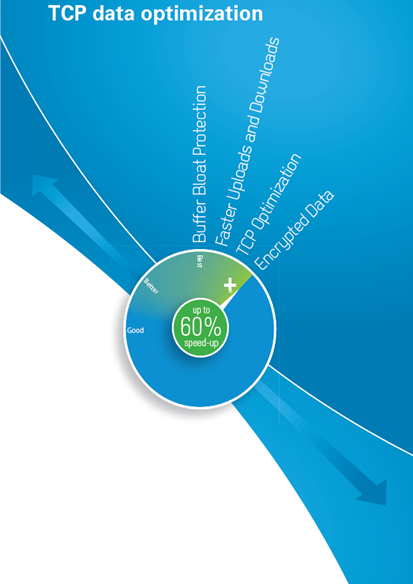 TCP data optimization
Buffer Bloat Protection
Faster Uploads and Downloads
TCP Optimization
Encrypted Data
Best
Better
Good
+
up to
60%
speed-up